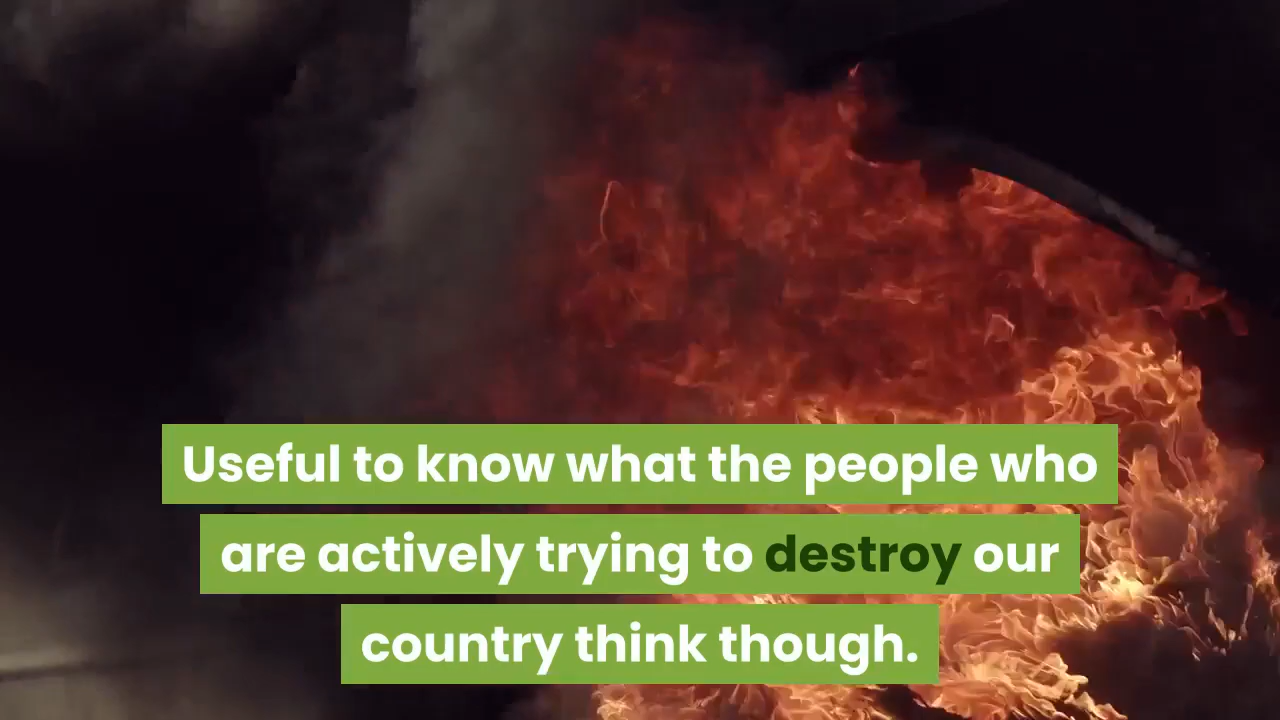 Useful to know what the people who
are actively trying to destroy our
country think though.